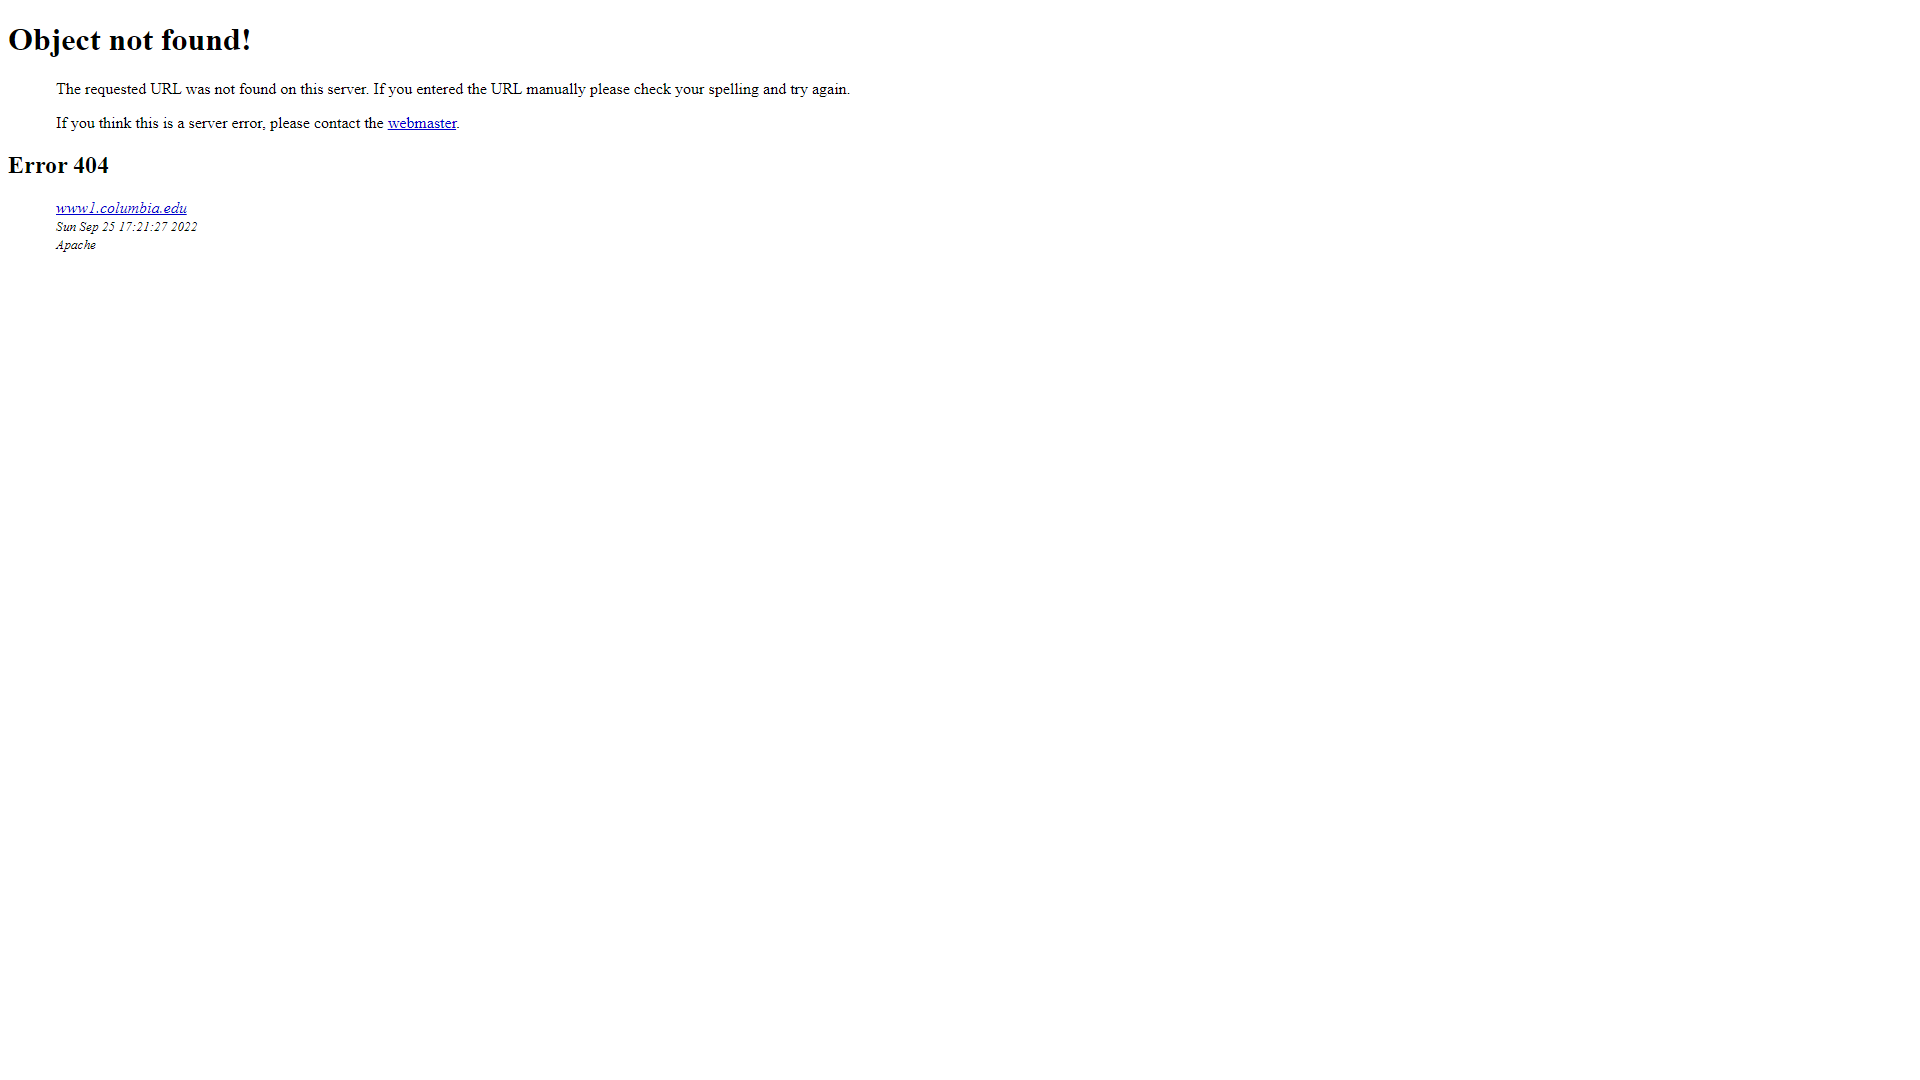 Object not found!
The requested URL was not found on this server. If you entered the URL manually please check your spelling and try again.
If you think this is a server error, please contact the webmaster.
Error 404
www1.columbia.edu
Sun Sep 25 17:21:27 2022
Apache